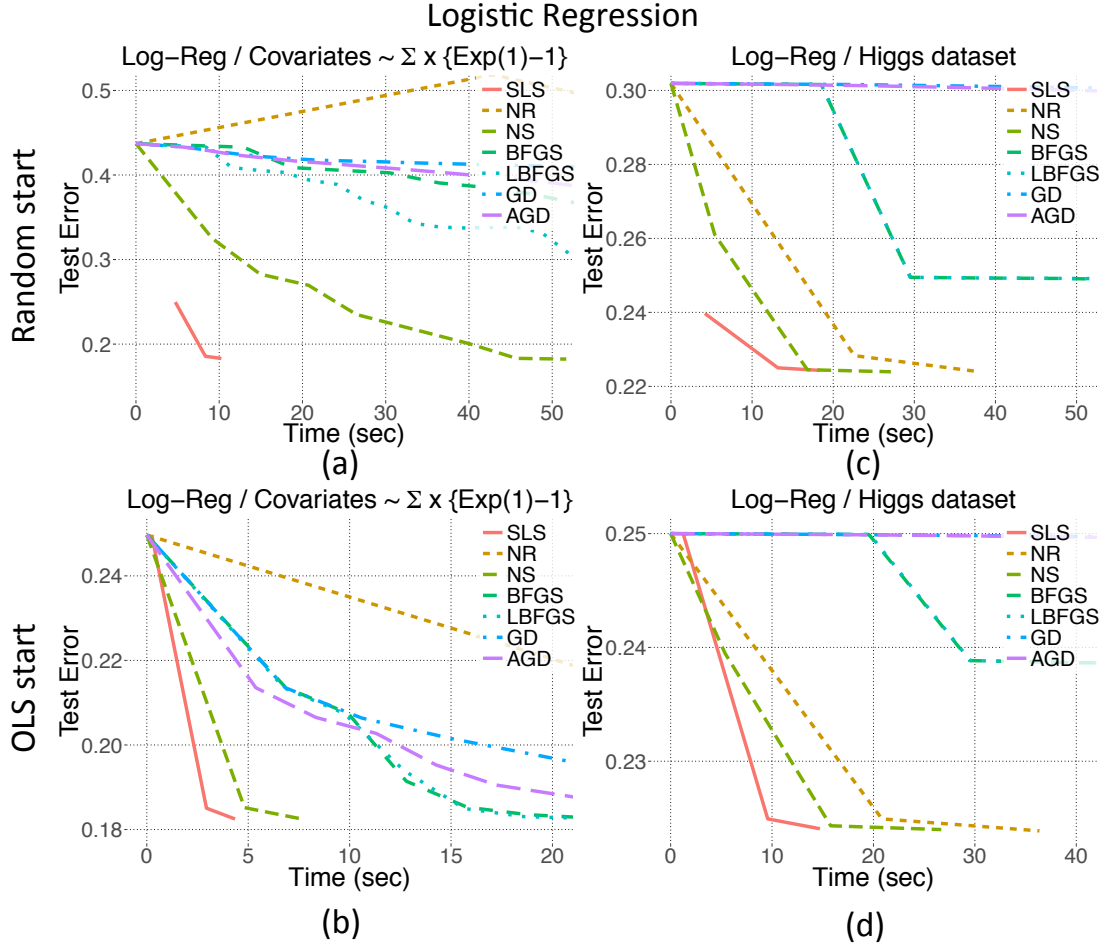 Logistic Regression
Random start
Log−Reg / Covariates ~ Σ x {Exp(1)−1}
Test Error
0.5
0.4
0.3
0.2
SLS
NR
NS
BFGS
LBFGS
GD
AGD
0 10 20 30 40 50
Time (sec)
(a)
Log−Reg / Higgs dataset
Test Error
0.30
0.28
0.26
0.24
0.22
SLS
NR
NS
BFGS
LBFGS
GD
AGD
0 10 20 30 40 50
Time (sec)
(c)
OLS start
Log−Reg / Covariates ~ Σ x {Exp(1)−1}
Test Error
0.24
0.22
0.20
0.18
SLS
NR
NS
BFGS
LBFGS
GD
AGD
0 5 10 15 20
Time (sec)
(b)
Log−Reg / Higgs dataset
Test Error
0.25
0.24
0.23
SLS
NR
NS
BFGS
LBFGS
GD
AGD
0 10 20 30 40
Time (sec)
(d)